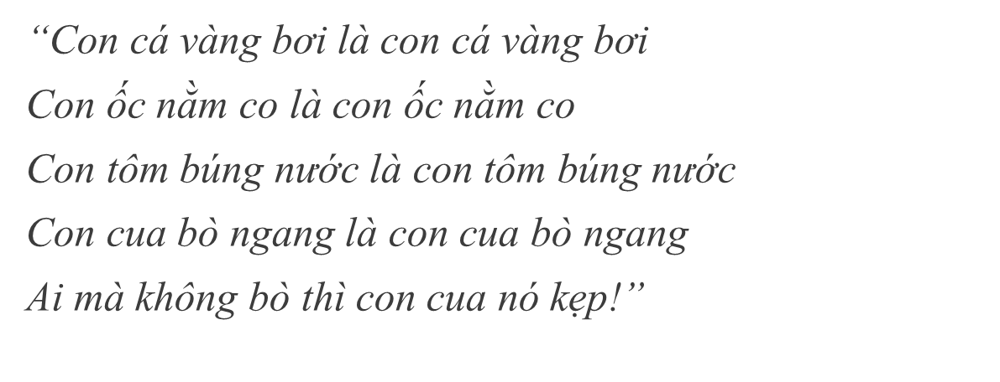 “Con cá vàng bơi là con cá vàng bơi
Con ốc nằm co là con ốc nằm co
Con tôm búng nước là con tôm búng nước
Con cua bò ngang là con cua bò ngang
Ai mà không bò thì con cua nó kẹp!”